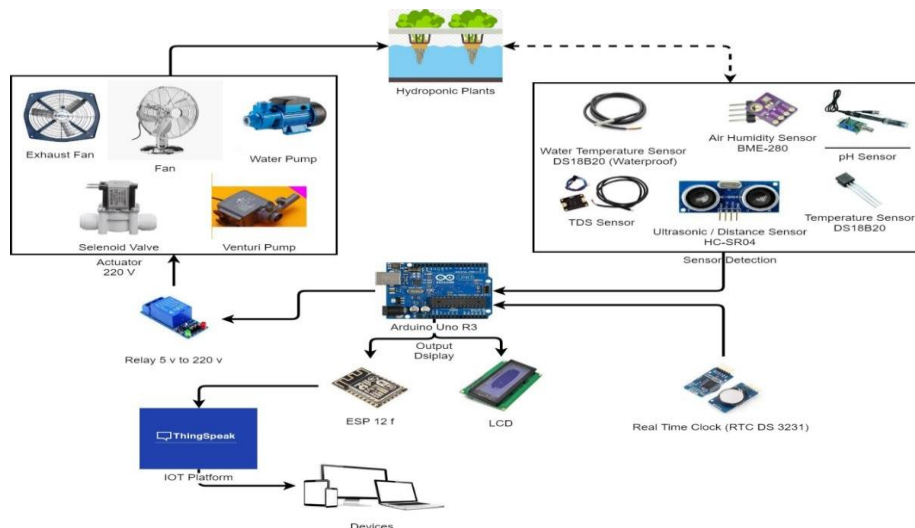 Hydroponic Plants
Exhaust Fan
Fan
Water Pump
Selenoid Valve
Venturi Pump
Actuator
220 V
Water Temperature Sensor
DS18B20 (Waterproof)
Air Humidity Sensor
BME-280
pH Sensor
TDS Sensor
Ultrasonic / Distance Sensor
HC-SR04
Temperature Sensor
DS18B20
Sensor Detection
ARDUINO
Arduino Uno R3
Relay 5 v to 220 v
Output
Dsiplay
ESP 12 f
LCD
Real Time Clock (RTC DS 3231)
ThingSpeak
IOT Platform
Devices